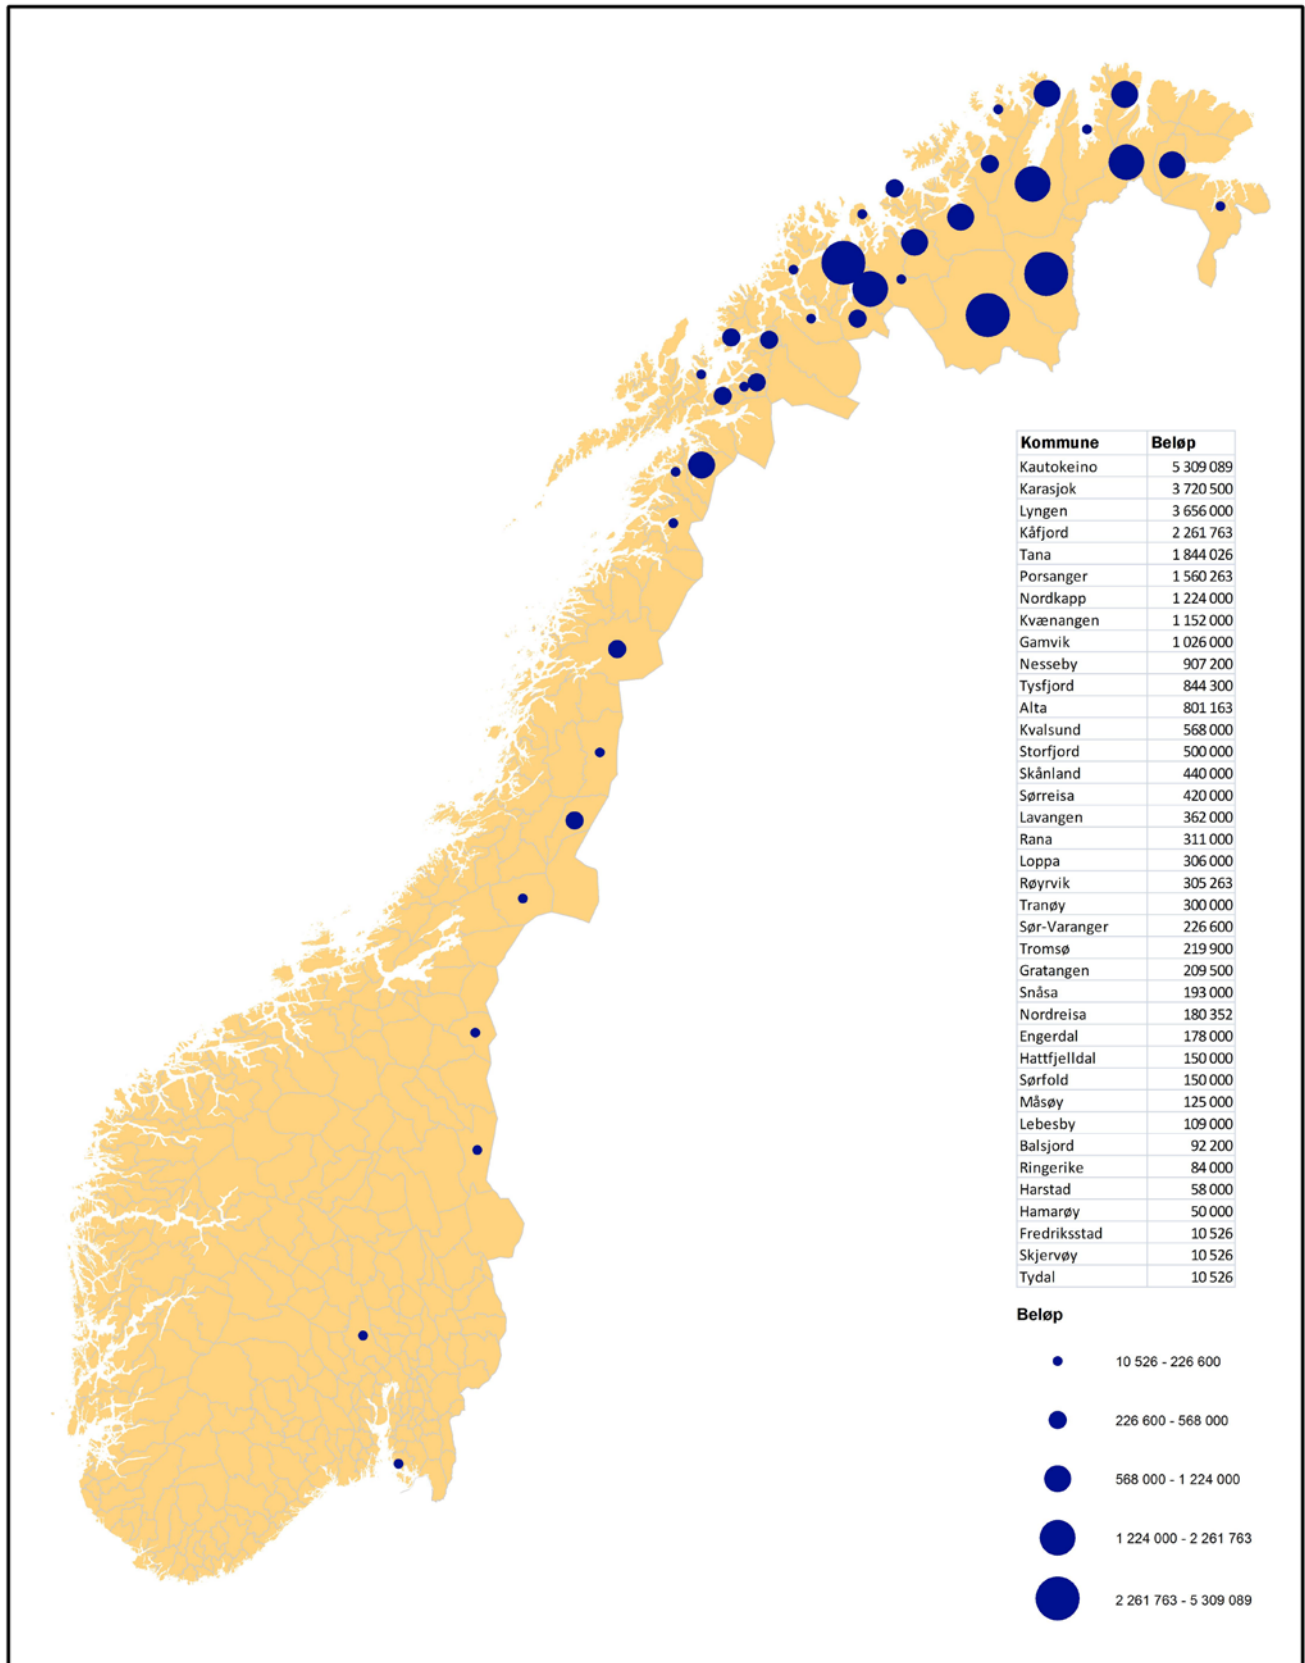 Kommune Beløp
Kautokeino 5 309 089
Karasjok 3 720 500
Lyngen 3 656 000
Kåfjord 2 261 763
Tana 1 844 026
Porsanger 1 560 263
Nordkapp 1 224 000
Kvænangen 1 152 000
Gamvik 1 026 000
Nesseby 907 200
Tysfjord 844 300
Alta 801 163
Kvalsund 568 000
Storfjord 500 000
Skånland 440 000
Sørreisa 420 000
Lavangen 362 000
Rana 311 000
Loppa 306 000
Røyrvik 305 263
Tranøy 300 000
Sør-Varanger 226 600
Tromsø 219 900
Gratangen 209 500
Snåsa 193 000
Nordreisa 180 352
Engerdal 178 000
Hattfjelldal 150 000
Sørfold 150 000
Måsøy 125 000
Lebesby 109 000
Balsjord 92 200
Ringerike 84 000
Harstad 58 000
Hamarøy 50 000
Fredriksstad 10 526
Skjervøy 10 526
Tydal 10 526
Beløp
10 526 - 226 600
226 600 - 568 000
568 000 - 1 224 000
1 224 000 - 2 261 763
2 261 763 - 5 309 089